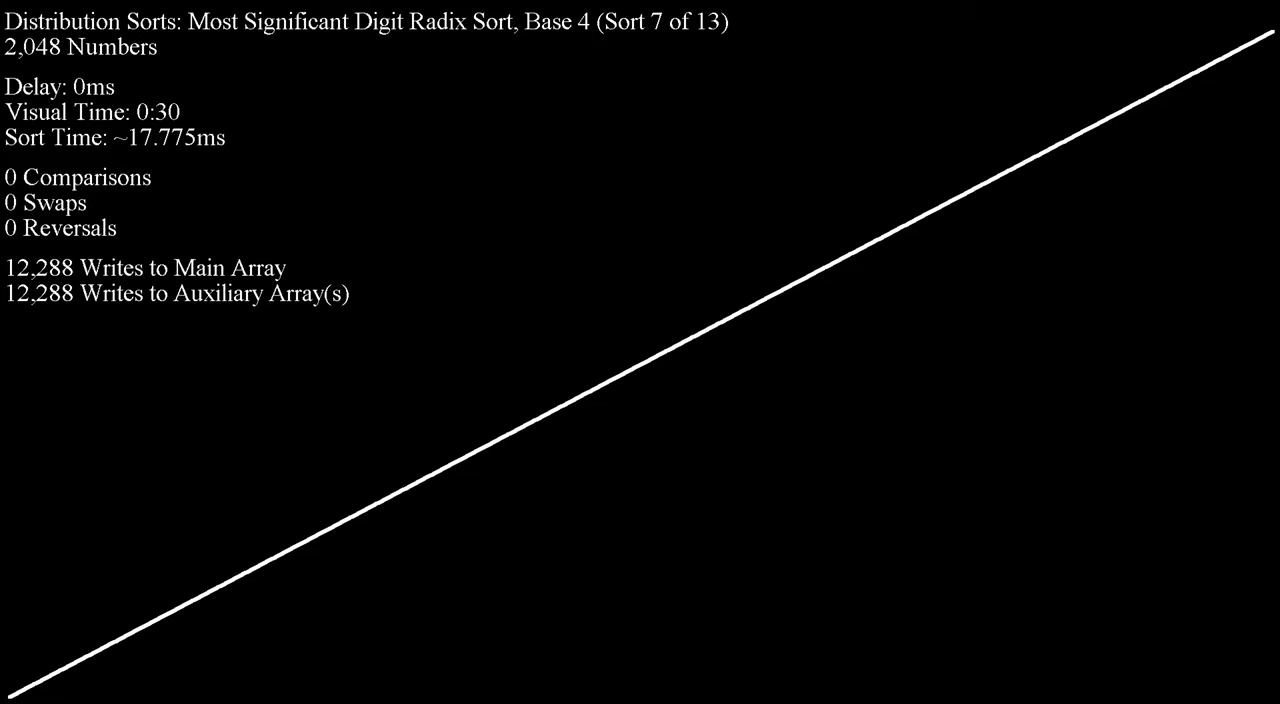 Distribution Sorts: Most Significant Digit Radix Sort, Base 4 (Sort 7 of 13)
2,048 Numbers
Delay: 0ms
Visual Time: 0:30
Sort Time: ~17.775ms
0 Comparisons
0 Swaps
0 Reversals
12,288 Writes to Main Array
12,288 Writes to Auxiliary Array(s)